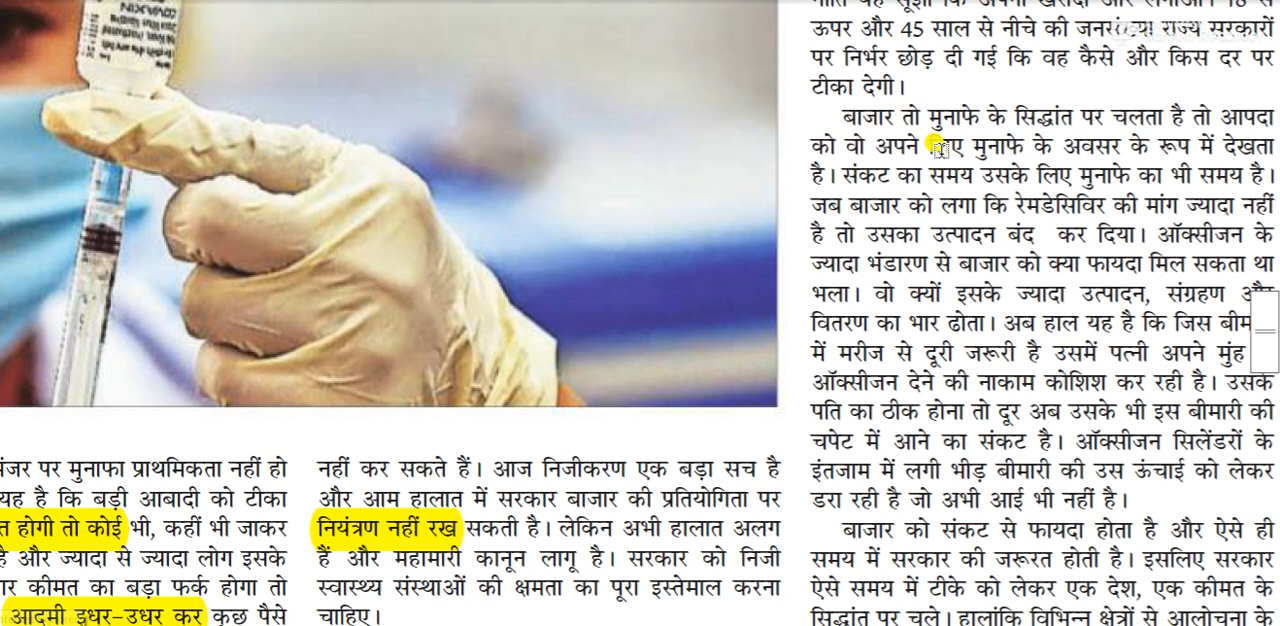 COVAXIN
ंजर पर मुनाफा प्राथमिकता नहीं हो
यह है कि बड़ी आबादी को टीका
त होगी तो कोई भी, कहीं भी जाकर
है और ज्यादा से ज्यादा लोग इसके
ार कीमत का बड़ा फर्क होगा तो
आदमी इधर-उधर कर कुछ पैसे
नहीं कर सकते हैं। आज निजीकरण एक बड़ा सच है
और आम हालात में सरकार बाजार की प्रतियोगिता पर
नियंत्रण नहीं रख सकती है। लेकिन अभी हालात अलग
हैं और महामारी कानून लागू है। सरकार को निजी
स्वास्थ्य संस्थाओं की क्षमता का पूरा इस्तेमाल करना
चाहिए।
नीति यह सूझी कि अपना खरीदो और लगाओ। 18 से
ऊपर और 45 साल से नीचे की जनसंख्या राज्य सरकारों
पर निर्भर छोड़ दी गई कि वह कैसे और किस दर पर
टीका देगी।
बाजार तो मुनाफे के सिद्धांत पर चलता है तो आपदा
को वो अपने लिए मुनाफे के अवसर के रूप में देखता
है। संकट का समय उसके लिए मुनाफे का भी समय है।
जब बाजार को लगा कि रेमडेसिविर की मांग ज्यादा नहीं
है तो उसका उत्पादन बंद कर दिया। ऑक्सीजन के
ज्यादा भंडारण से बाजार को क्या फायदा मिल सकता था
भला। वो क्यों इसके ज्यादा उत्पादन, संग्रहण और
वितरण का भार ढोता। अब हाल यह है कि जिस बीम
में मरीज से दूरी जरूरी है उसमें पत्नी अपने मुंह
ऑक्सीजन देने की नाकाम कोशिश कर रही है। उसके
पति का ठीक होना तो दूर अब उसके भी इस बीमारी की
चपेट में आने का संकट है। ऑक्सीजन सिलेंडरों के
इंतजाम में लगी भीड़ बीमारी की उस ऊंचाई को लेकर
डरा रही है जो अभी आई भी नहीं है।
बाजार को संकट से फायदा होता है और ऐसे ही
समय में सरकार की जरूरत होती है। इसलिए सरकार
ऐसे समय में टीके को लेकर एक देश, एक कीमत के
सिद्धांत पर चले। हालांकि विभिन्न क्षेत्रों से आलोचना के